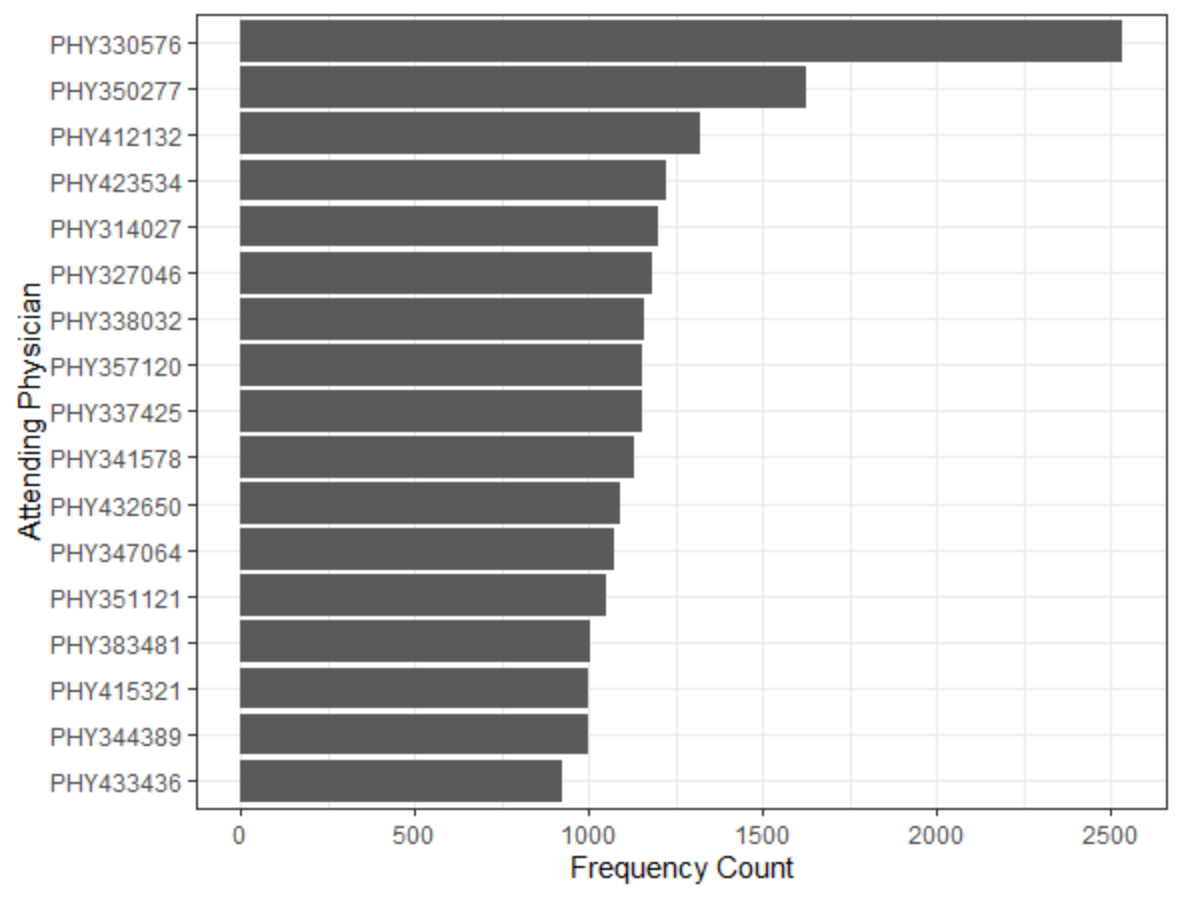 PHY330576
PHY350277
PHY412132
PHY423534
PHY314027
PHY327046
PHY338032
PHY357120
PHY337425
PHY341578
PHY432650
PHY347064
PHY351121
PHY383481
PHY415321
PHY344389
PHY433436
Attending Physician
0 500 1000 1500 2000 2500
Frequency Count